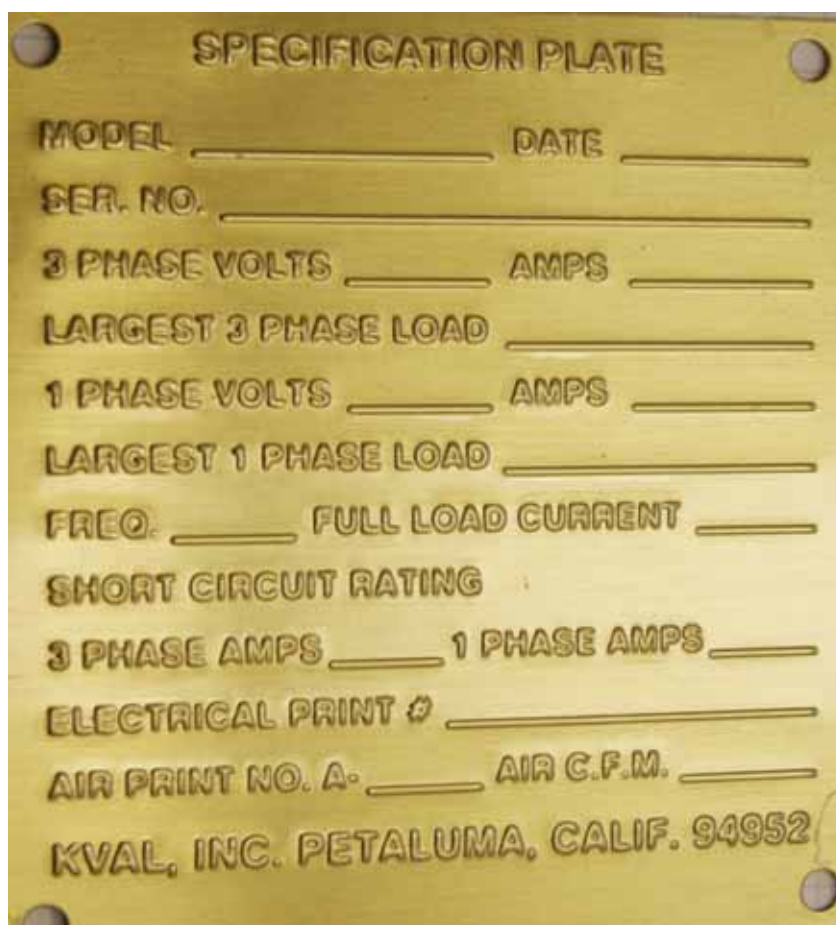 SPECIFICATION PLATE
MODEL DATE
SER. NO.
3 PHASE VOLTS AMPS
LARGEST 3 PHASE LOAD
1 PHASE VOLTS AMPS
LARGEST 1 PHASE LOAD
FREQ. FULL LOAD CURRENT
SHORT CIRCUIT RATING
3 PHASE AMPS 1 PHASE AMPS
ELECTRICAL PRINT #
AIR PRINT NO. A- AIR C.F.M.
KVAL, INC. PETALUMA, CALIF. 94952